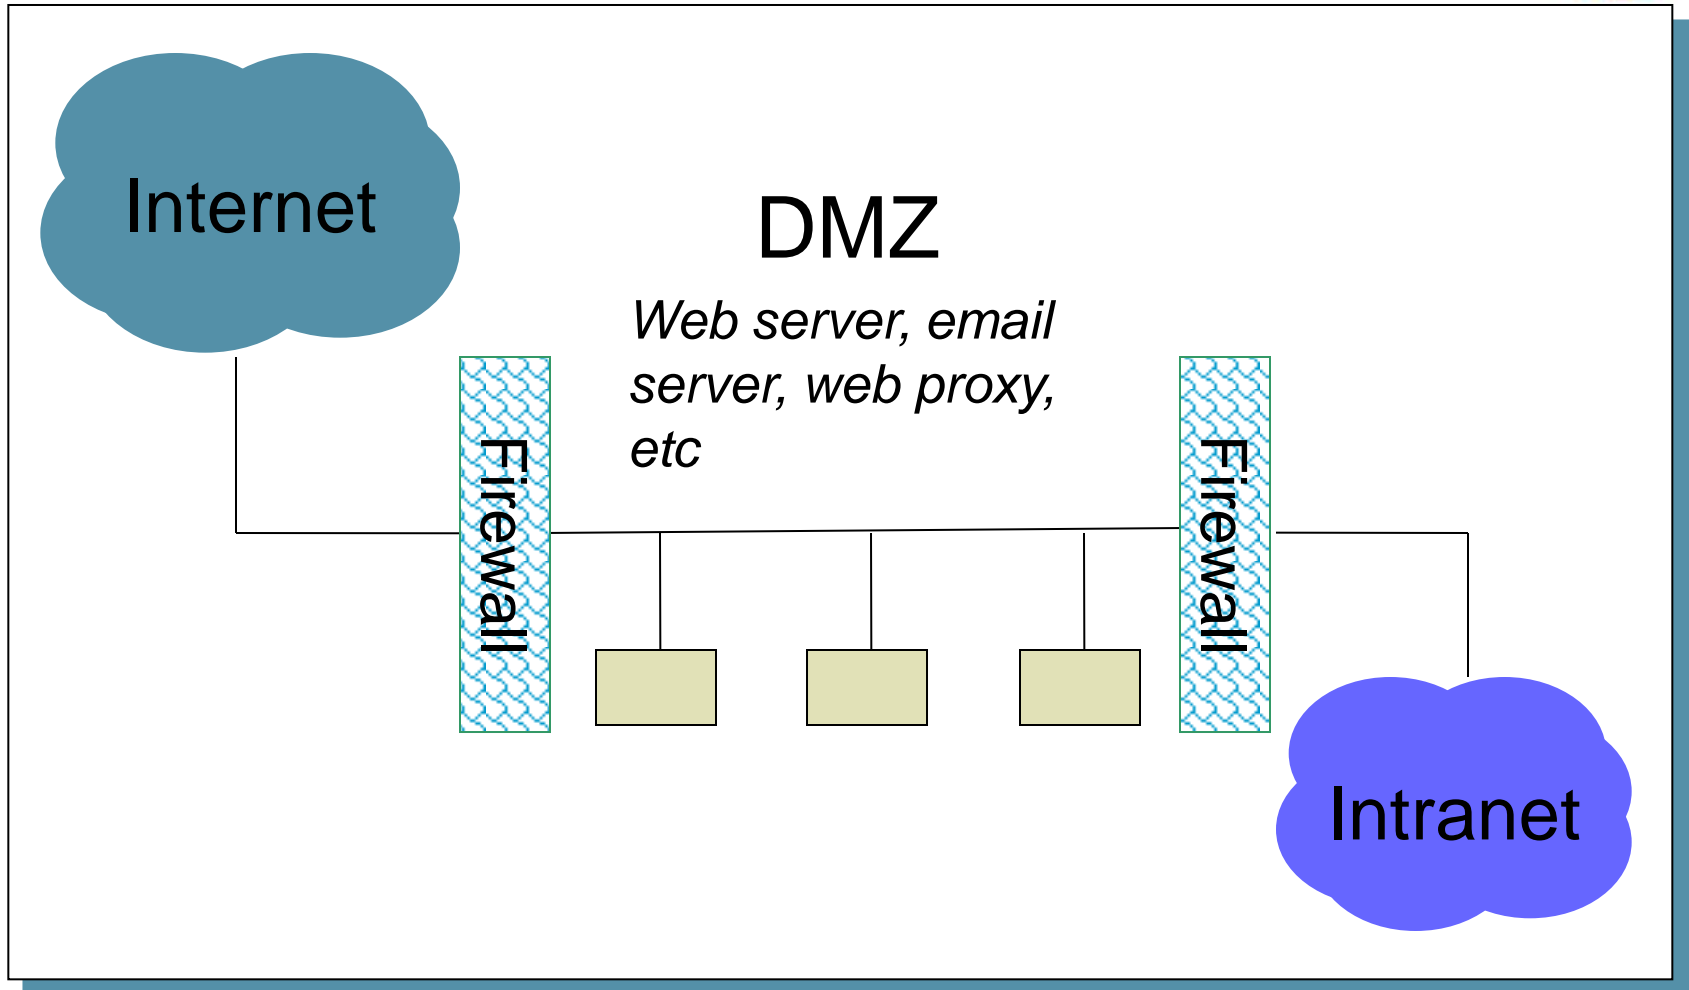 Internet
DMZ
Web server, email
server, web proxy,
etc
Firewall
Firewall
Intranet